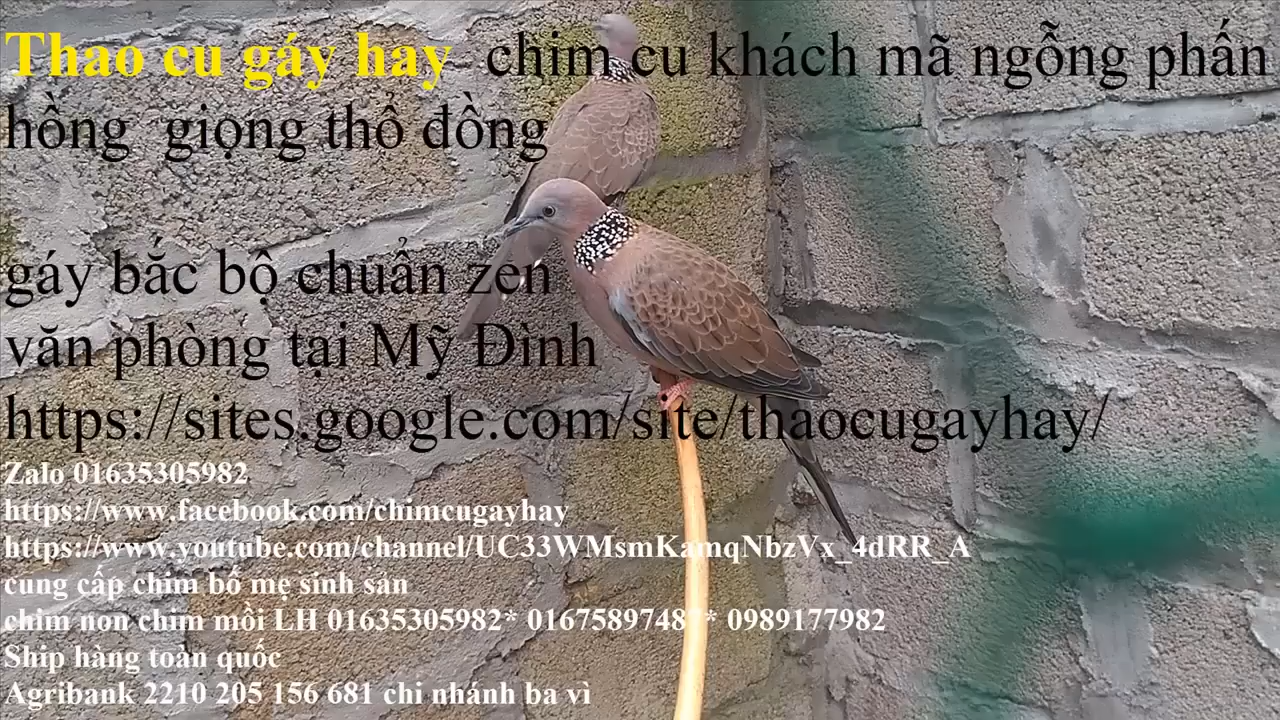 Thao cu gáy hay chim cu khách mã ngỗng phấn
hồng giọng thổ đồng
gáy bắc bộ chuẩn zen
văn phòng tại Mỹ Đình
https://sites.google.com/site/thaocugayhay/
Zalo 01635305982
https://www.facebook.com/chimcugayhay
https://www.youtube.com/channel/UC33WMsmKamqNbzVx_4dRR_A
cung cấp chim bố mẹ sinh sản
chim non chim mồi LH 01635305982* 01675897487* 0989177982
Ship hàng toàn quốc
Agribank 2210 205 156 681 chi nhánh ba vì